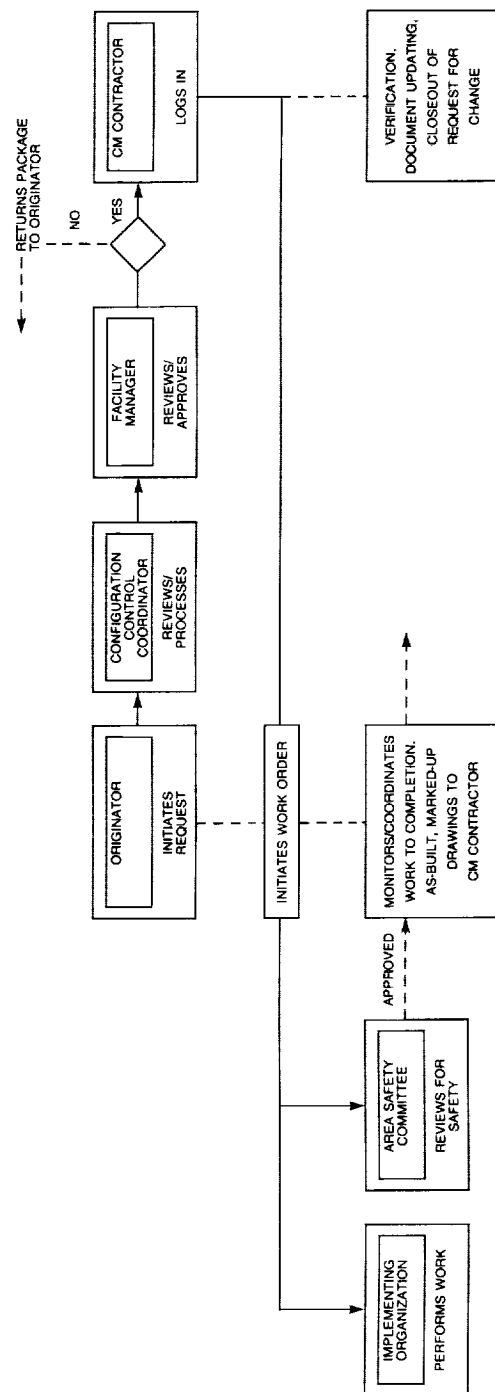 ORIGINATOR
INITIATES
REQUEST
CONFIGURATION
CONTROL
COORDINATOR
REVIEWS/
PROCESSES
FACILITY
MANAGER
REVIEWS/
APPROVES
RETURNS PACKAGE
TO ORIGINATOR
NO
YES
CM CONTRACTOR
LOGS IN
INITIATES WORK ORDER
IMPLEMENTING
ORGANIZATION
PERFORMS WORK
AREA SAFETY
COMMITTEE
REVIEWS FOR
SAFETY
APPROVED
MONITORS/COORDINATES
WORK TO COMPLETION.
AS-BUILT, MARKED-UP
DRAWINGS TO
CM CONTRACTOR
VERIFICATION.
DOCUMENT UPDATING,
CLOSEOUT OF
REQUEST FOR
CHANGE